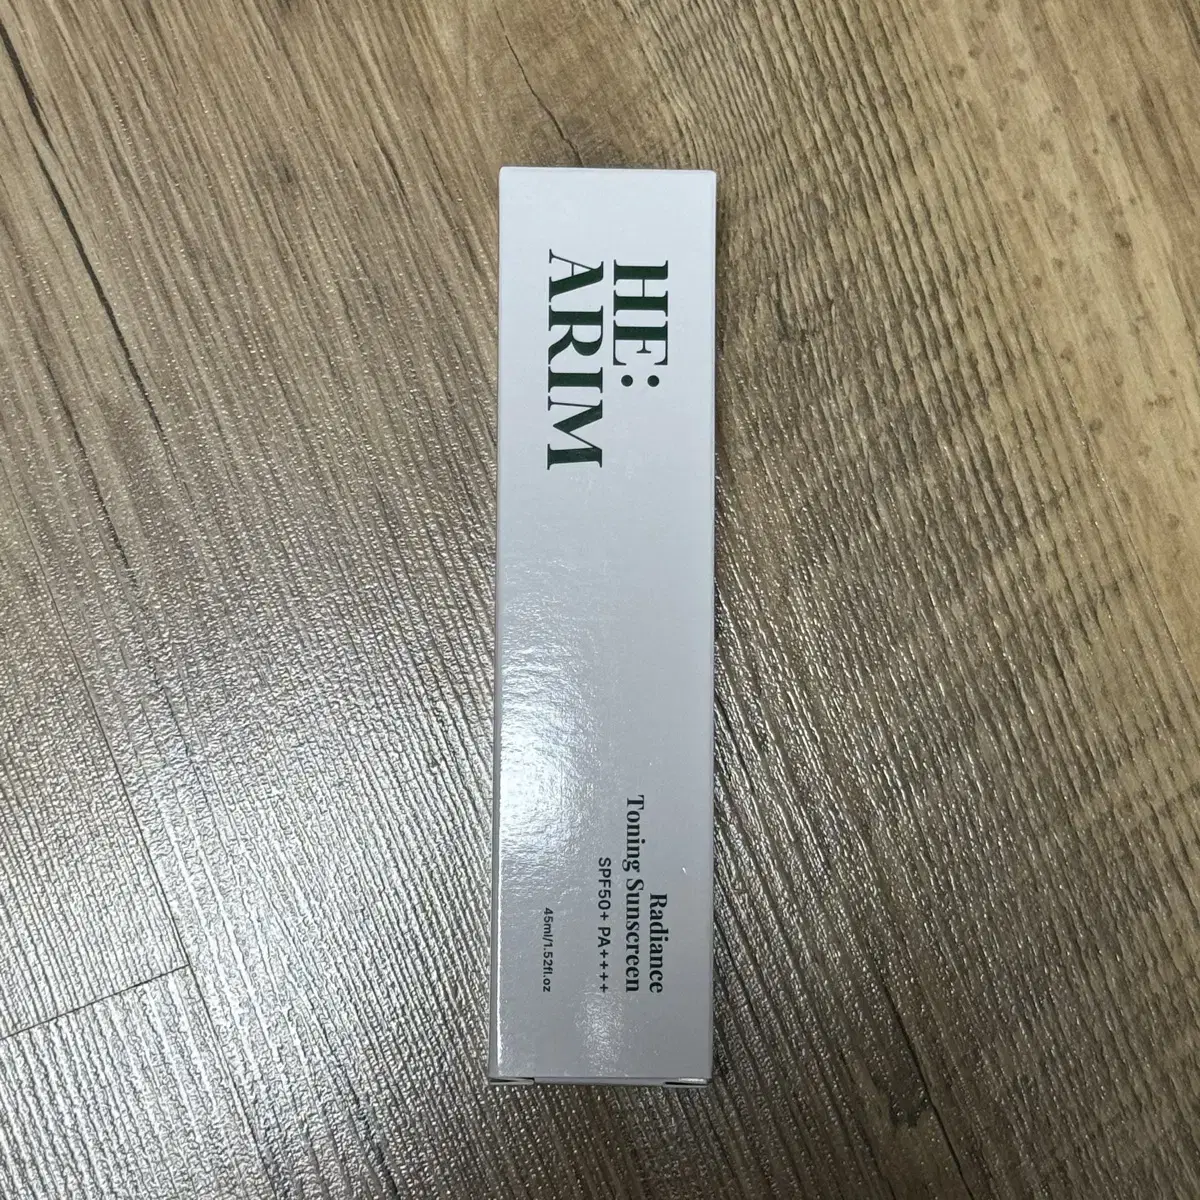 HE:
ARIM
Radiance
Toning Sunscreen
SPF50+ PA++++
45ml/1.52fl.oz